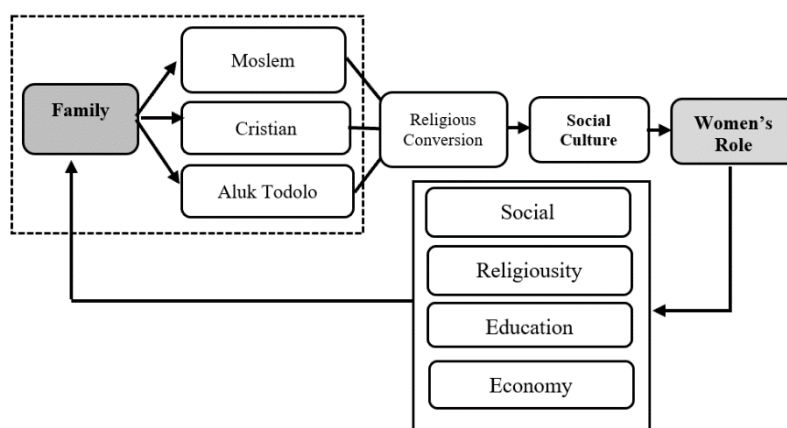 Family
Moslem
Cristian
Aluk Todolo
Religious
Conversion
Social
Culture
Women's
Role
Social
Religiousity
Education
Economy